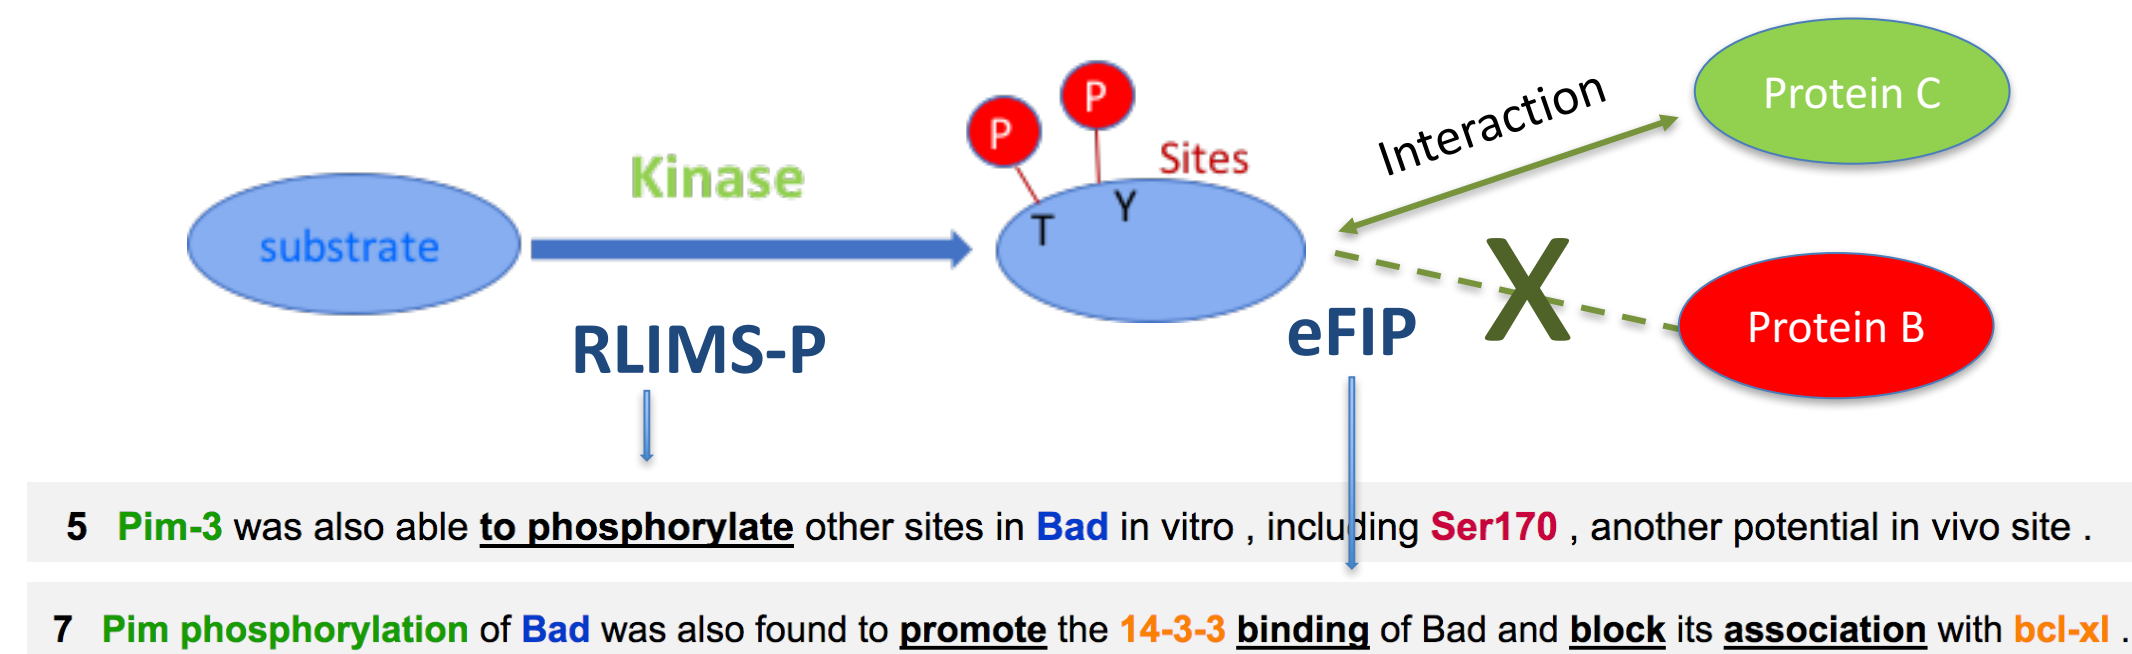 Protein C
Interaction
P
P
Sites
Kinase
T
Y
substrate
X
Protein B
RLIMS-P
eFIP
5 Pim-3 was also able to phosphorylate other sites in Bad in vitro , including Ser170 , another potential in vivo site .
7 Pim phosphorylation of Bad was also found to promote the 14-3-3 binding of Bad and block its association with bcl-xl .